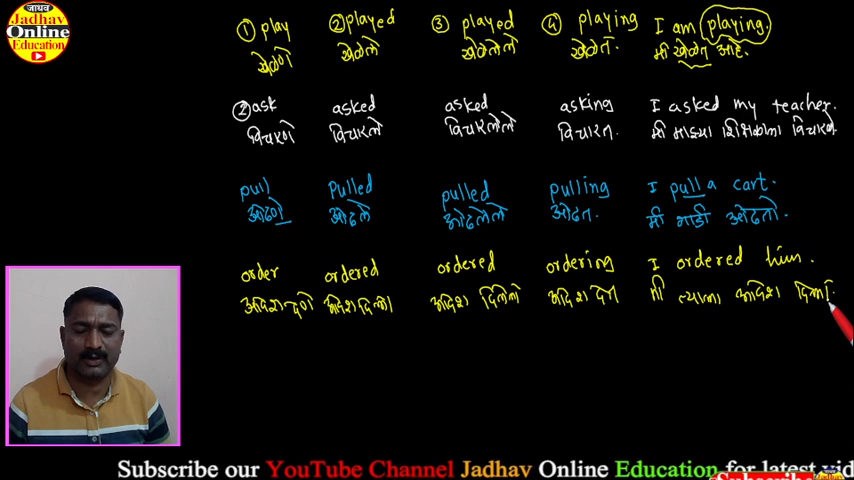 जाधव
Jadhav
Online
Education
① play ② played ③ played ④ playing I am playing.
खेळणे खेळले खेळलेले खेळत. मी खेळत आहे.
② ask asked asked asking I asked my teacher.
विचारणे विचारले विचारलेले विचारत. मी माझ्या शिक्षकांना विचारले
pull Pulled pulled pulling I pull a cart.
ओढणे ओढले ओढलेले ओढत. मी गाडी ओढतो.
order ordered ordered ordering I ordered him.
आदेश देणे आदेश दिला आदेश दिलेले आदेश देत मी त्याला आदेश दिला.
Subscribe our YouTube Channel Jadhav Online Education for latest vid
Subscribe